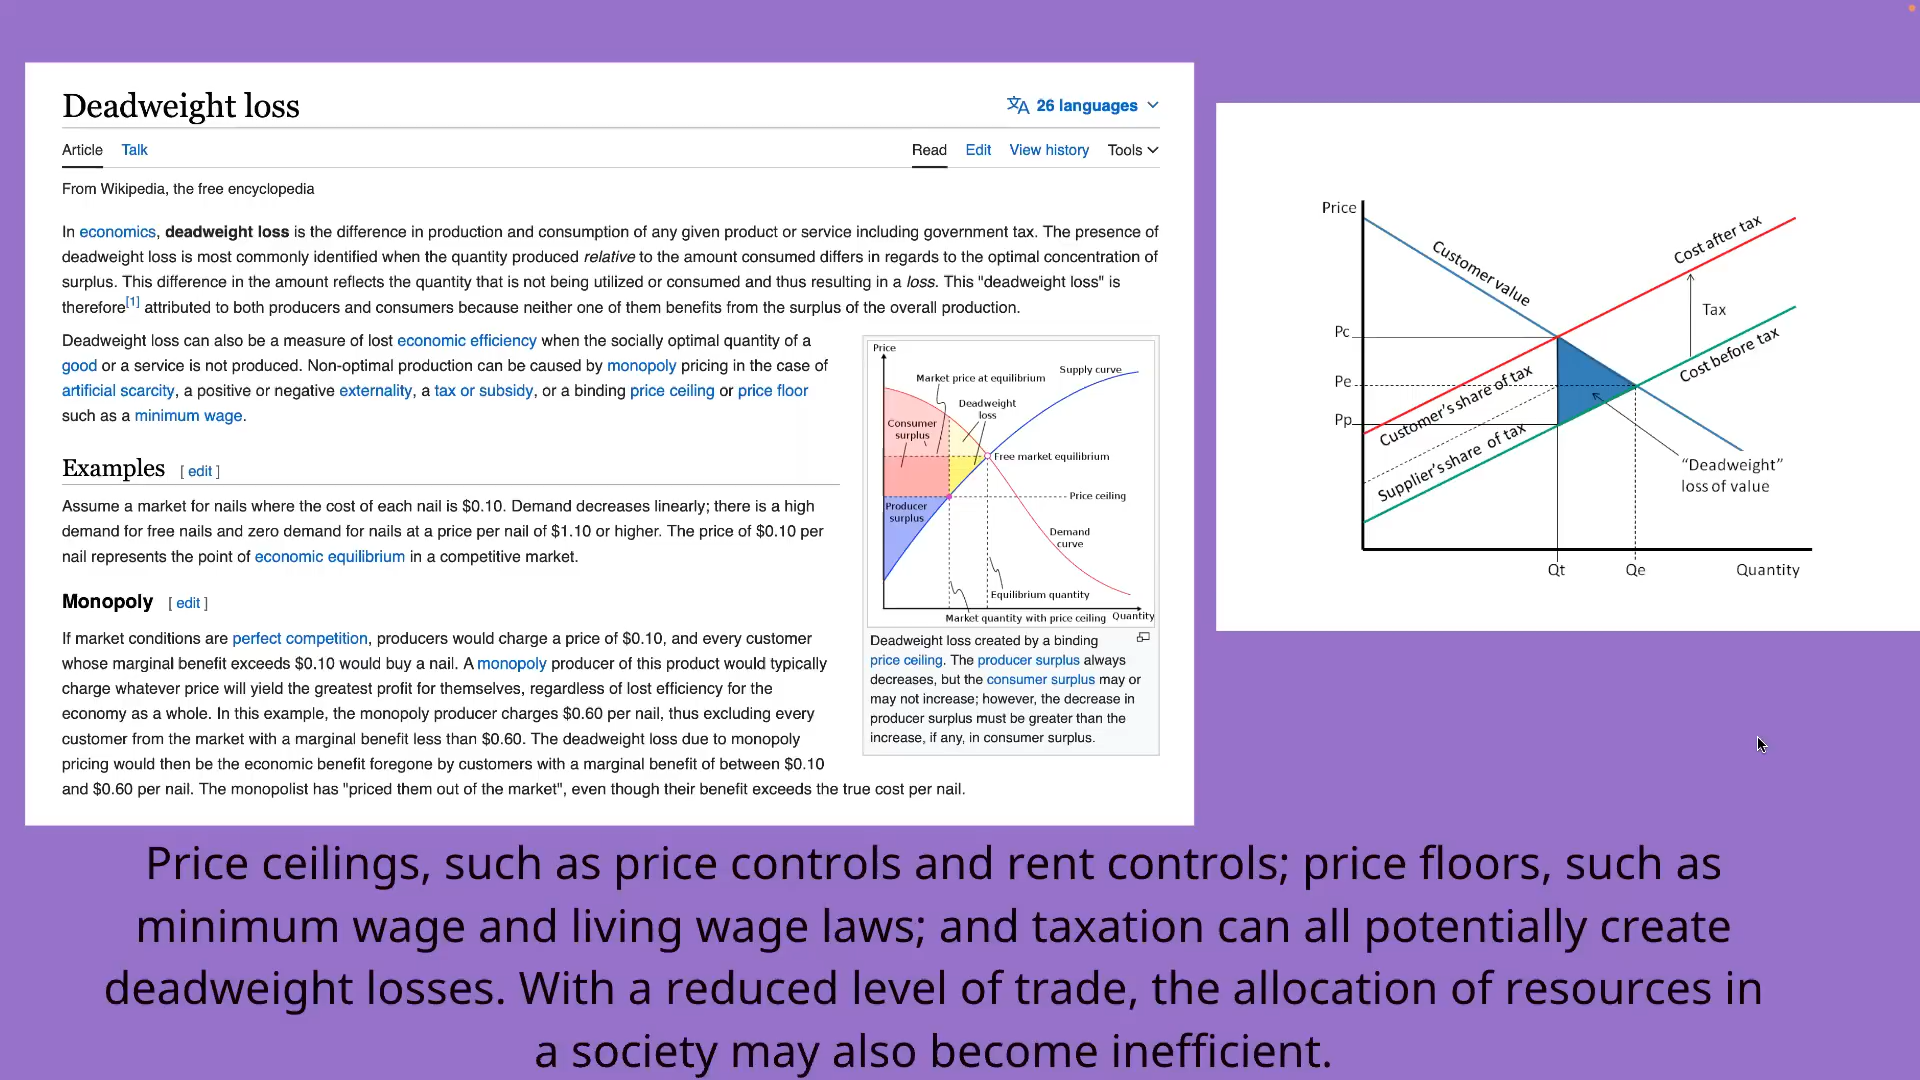 Deadweight loss
26 languages
Article Talk
Read Edit View history Tools
From Wikipedia, the free encyclopedia
In economics, deadweight loss is the difference in production and consumption of any given product or service including government tax. The presence of
deadweight loss is most commonly identified when the quantity produced relative to the amount consumed differs in regards to the optimal concentration of
surplus. This difference in the amount reflects the quantity that is not being utilized or consumed and thus resulting in a loss. This "deadweight loss" is
therefore[1] attributed to both producers and consumers because neither one of them benefits from the surplus of the overall production.
Deadweight loss can also be a measure of lost economic efficiency when the socially optimal quantity of a
good or a service is not produced. Non-optimal production can be caused by monopoly pricing in the case of
artificial scarcity, a positive or negative externality, a tax or subsidy, or a binding price ceiling or price floor
such as a minimum wage.
Examples [ edit ]
Assume a market for nails where the cost of each nail is $0.10. Demand decreases linearly; there is a high
demand for free nails and zero demand for nails at a price per nail of $1.10 or higher. The price of $0.10 per
nail represents the point of economic equilibrium in a competitive market.
Monopoly [ edit ]
If market conditions are perfect competition, producers would charge a price of $0.10, and every customer
whose marginal benefit exceeds $0.10 would buy a nail. A monopoly producer of this product would typically
charge whatever price will yield the greatest profit for themselves, regardless of lost efficiency for the
economy as a whole. In this example, the monopoly producer charges $0.60 per nail, thus excluding every
customer from the market with a marginal benefit less than $0.60. The deadweight loss due to monopoly
pricing would then be the economic benefit foregone by customers with a marginal benefit of between $0.10
and $0.60 per nail. The monopolist has "priced them out of the market", even though their benefit exceeds the true cost per nail.
Price
Supply curve
Market price at equilibrium
Deadweight
loss
Consumer
surplus
Free market equilibrium
Price ceiling
Producer
surplus
Demand
curve
Equilibrium quantity
Market quantity with price ceiling
Quantity
Deadweight loss created by a binding
price ceiling. The producer surplus always
decreases, but the consumer surplus may or
may not increase; however, the decrease in
producer surplus must be greater than the
increase, if any, in consumer surplus.
Price
Customer value
Cost after tax
Tax
Cost before tax
Pc
Pe
Pp
Customer's share of tax
Supplier's share of tax
"Deadweight"
loss of value
Qt
Qe
Quantity
Price ceilings, such as price controls and rent controls; price floors, such as
minimum wage and living wage laws; and taxation can all potentially create
deadweight losses. With a reduced level of trade, the allocation of resources in
a society may also become inefficient.